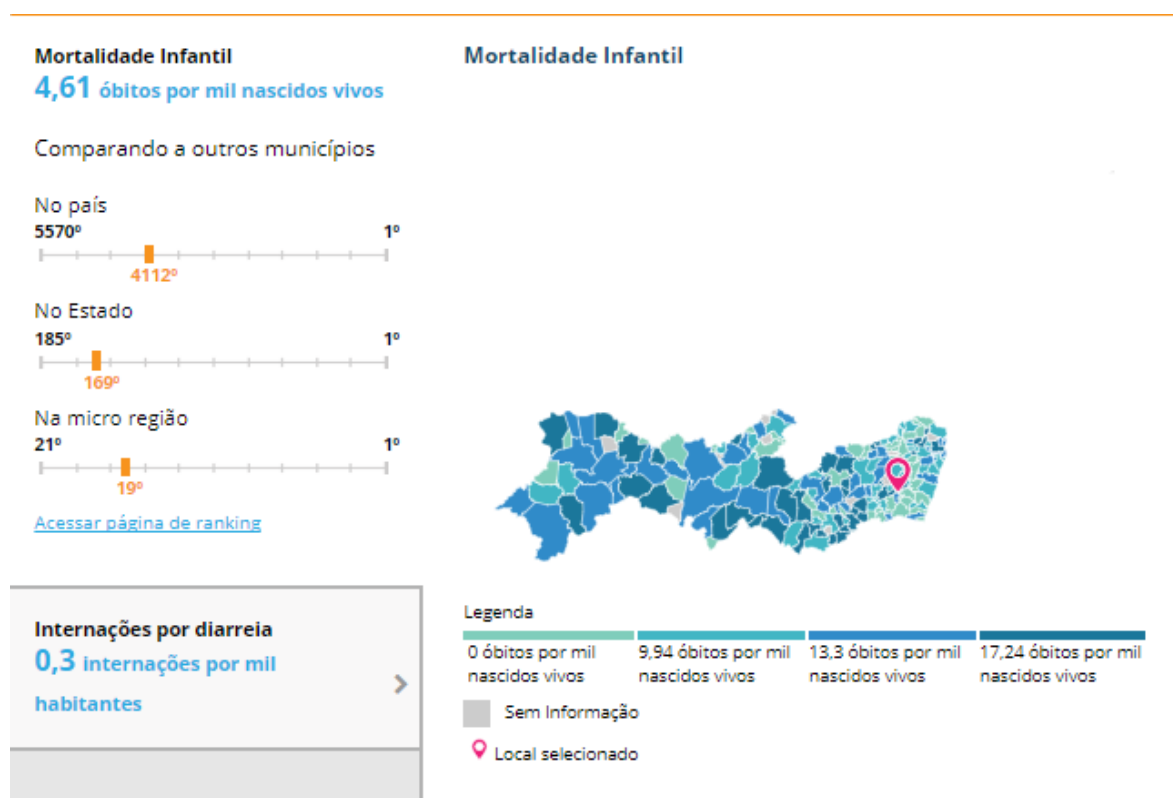 Mortalidade Infantil
4,61 óbitos por mil nascidos vivos
Comparando a outros municípios
No país
5570º 1º
4112º
No Estado
185º 1º
169º
Na micro região
21º 1º
19º
Acessar página de ranking
Internações por diarreia
0,3 internações por mil
habitantes
Mortalidade Infantil
Legenda
0 óbitos por mil
nascidos vivos
9,94 óbitos por mil
nascidos vivos
13,3 óbitos por mil
nascidos vivos
17,24 óbitos por mil
nascidos vivos
Sem Informação
Local selecionado